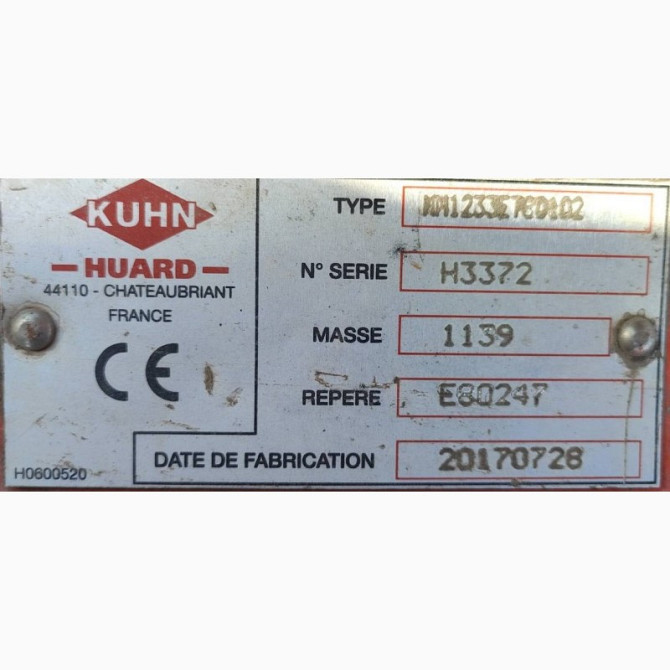 KUHN
HUARD
44110 - CHATEAUBRIANT
FRANCE
CE
H0600520
TYPE
N° SERIE H3372
MASSE 1139
REPERE E80247
DATE DE FABRICATION 20170728